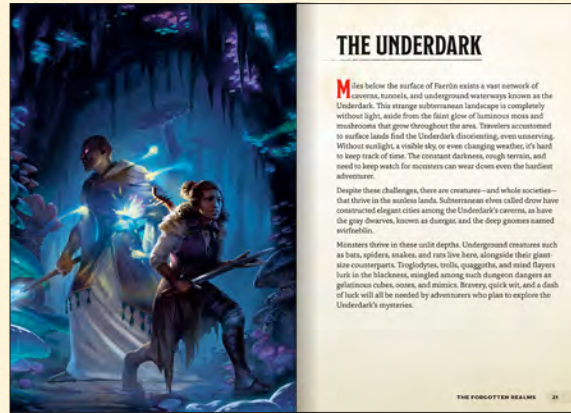 THE UNDERDARK
Miles below the surface of Faerûn exists a vast network of
caverns, tunnels, and underground waterways known as the
Underdark. This strange subterranean landscape is completely
without light, aside from the faint glow of luminous moss and
mushrooms that grow throughout the area. Travelers accustomed
to surface lands find the Underdark disorienting, even unnerving.
Without sunlight, a visible sky, or even changing weather, it's hard
to keep track of time. The constant darkness, rough terrain, and
need to keep watch for monsters can wear down even the hardiest
adventurer.
Despite these challenges, there are creatures—and whole societies—
that thrive in the sunless lands. Subterranean elves called drow have
constructed elegant cities among the Underdark's caverns, as have
the gray dwarves, known as duergar, and the deep gnomes named
svirfneblin.
Monsters thrive in these unlit depths. Underground creatures such
as bats, spiders, snakes, and rats live here, alongside their giant-
size counterparts. Troglodytes, trolls, quaggoths, and mind flayers
lurk in the blackness, mingled among such dungeon dangers as
gelatinous cubes, oozes, and mimics. Bravery, quick wit, and a dash
of luck will all be needed by adventurers who plan to explore the
Underdark's mysteries.
THE FORGOTTEN REALMS 21